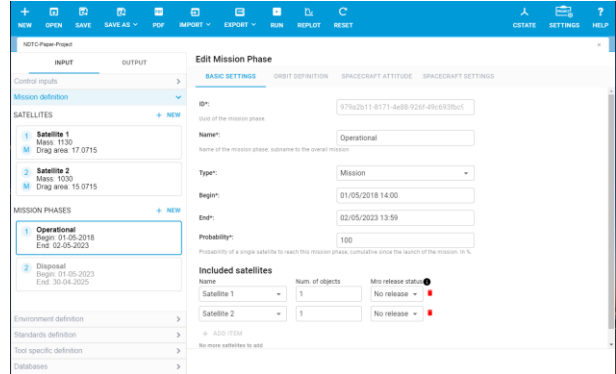 NEW OPEN SAVE SAVE AS PDF IMPORT EXPORT RUN REPLOT RESET CSTATE SETTINGS HELP
NDTC-Paper-Project
INPUT OUTPUT
Control inputs
Mission definition
SATELLITES + NEW
1 Satellite 1
Mass: 1130
M Drag area: 17.0715
2 Satellite 2
Mass: 1030
M Drag area: 15.0715
MISSION PHASES + NEW
1 Operational
Begin: 01-05-2018
End: 02-05-2023
2 Disposal
Begin: 01-05-2023
End: 30-04-2025
Environment definition
Standards definition
Tool specific definition
Databases
Edit Mission Phase
BASIC SETTINGS ORBIT DEFINITION SPACECRAFT ATTITUDE SPACECRAFT SETTINGS
ID*: 979a2b11-8171-4e88-926f-49c693fbcf
Uuid of the mission phase.
Name*: Operational
Name of the mission phase; subname to the overall mission
Type*: Mission
Begin*: 01/05/2018 14:00
End*: 02/05/2023 13:59
Probability*: 100
Probability of a single satellite to reach this mission phase, cumulative since the launch of the mission. In %.
Included satellites
Name Num. of objects Mro release status
Satellite 1 1 No release
Satellite 2 1 No release
+ ADD ITEM
No more satellites to add